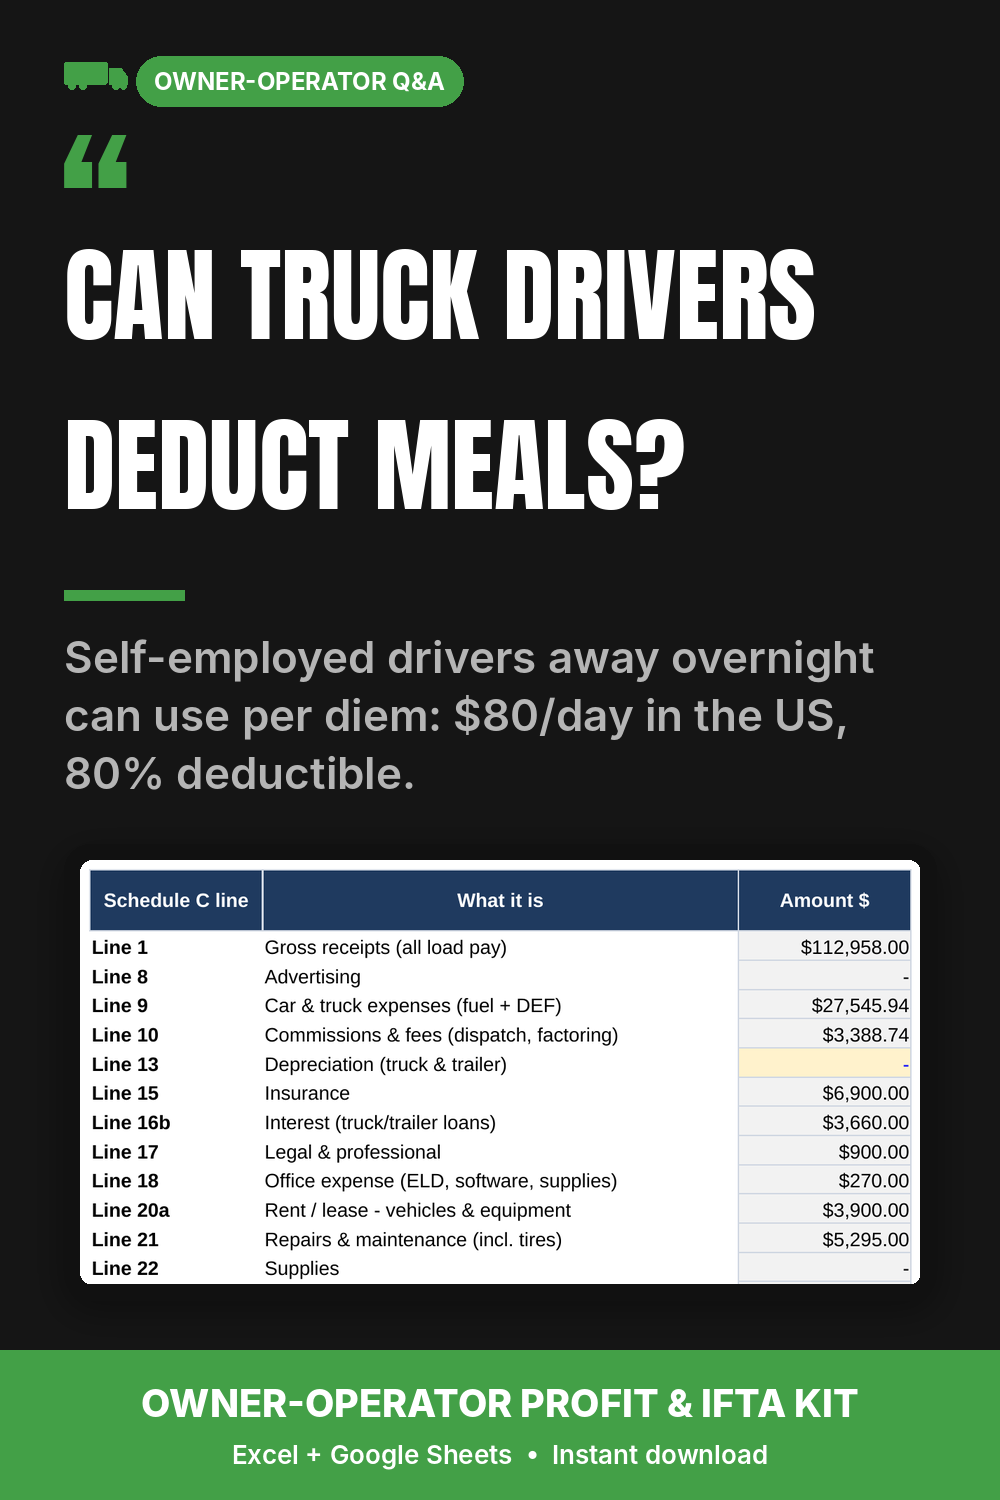 OWNER-OPERATOR Q&A
“
CAN TRUCK DRIVERS
DEDUCT MEALS?
Self-employed drivers away overnight
can use per diem: $80/day in the US,
80% deductible.
Schedule C line What it is Amount $
Line 1 Gross receipts (all load pay) $112,958.00
Line 8 Advertising -
Line 9 Car & truck expenses (fuel + DEF) $27,545.94
Line 10 Commissions & fees (dispatch, factoring) $3,388.74
Line 13 Depreciation (truck & trailer) -
Line 15 Insurance $6,900.00
Line 16b Interest (truck/trailer loans) $3,660.00
Line 17 Legal & professional $900.00
Line 18 Office expense (ELD, software, supplies) $270.00
Line 20a Rent / lease - vehicles & equipment $3,900.00
Line 21 Repairs & maintenance (incl. tires) $5,295.00
Line 22 Supplies -
OWNER-OPERATOR PROFIT & IFTA KIT
Excel + Google Sheets • Instant download